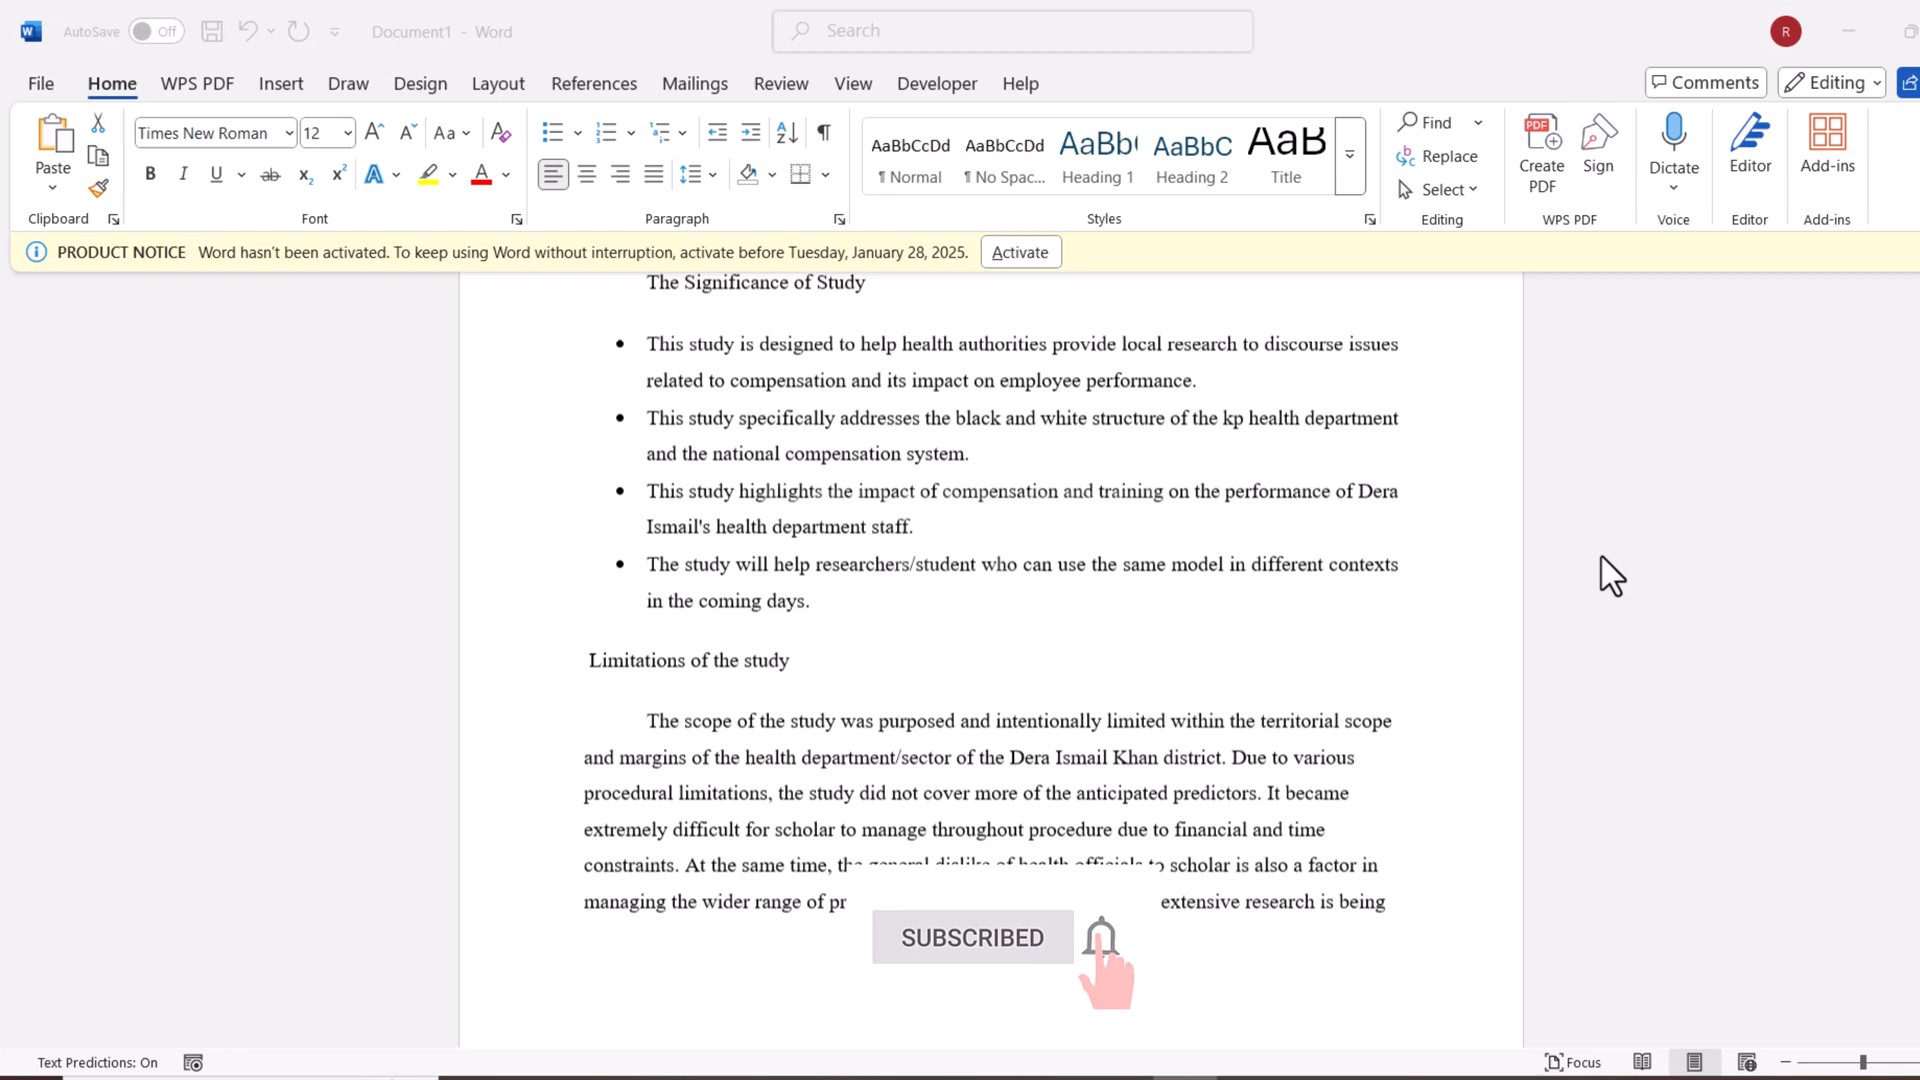 AutoSave Off Document1 - Word Search R
File Home WPS PDF Insert Draw Design Layout References Mailings Review View Developer Help Comments Editing
Paste Times New Roman 12 Aa AaBbCcDd AaBbCcDd AaBb( AaBbC AaB Find Create PDF Sign Dictate Editor Add-ins
B I U ab x₂ x² A A ¶ Normal ¶ No Spac... Heading 1 Heading 2 Title Replace
Select
Clipboard Font Paragraph Styles Editing WPS PDF Voice Editor Add-ins
PRODUCT NOTICE Word hasn't been activated. To keep using Word without interruption, activate before Tuesday, January 28, 2025. Activate
The Significance of Study
• This study is designed to help health authorities provide local research to discourse issues
related to compensation and its impact on employee performance.
• This study specifically addresses the black and white structure of the kp health department
and the national compensation system.
• This study highlights the impact of compensation and training on the performance of Dera
Ismail's health department staff.
• The study will help researchers/student who can use the same model in different contexts
in the coming days.
Limitations of the study
The scope of the study was purposed and intentionally limited within the territorial scope
and margins of the health department/sector of the Dera Ismail Khan district. Due to various
procedural limitations, the study did not cover more of the anticipated predictors. It became
extremely difficult for scholar to manage throughout procedure due to financial and time
constraints. At the same time, the general dislike of health officials to scholar is also a factor in
managing the wider range of pr extensive research is being
SUBSCRIBED
Text Predictions: On Focus